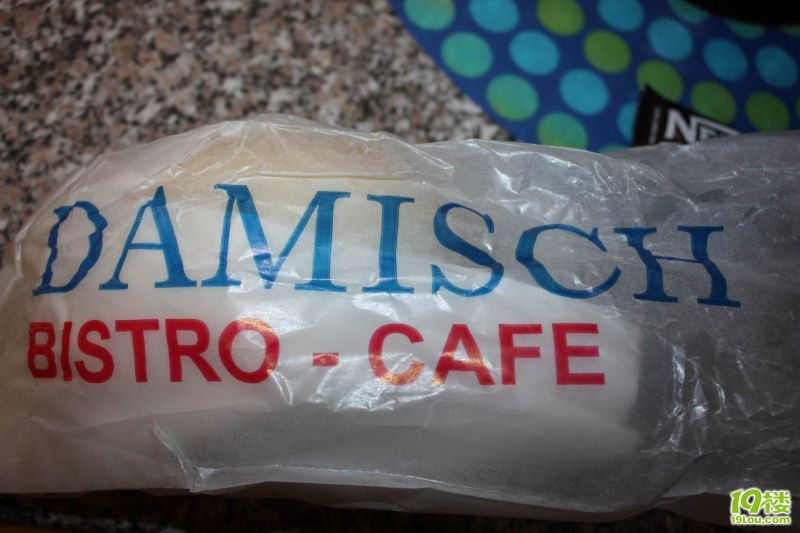 DAMISCH
BISTRO - CAFE
19楼
19lou.com